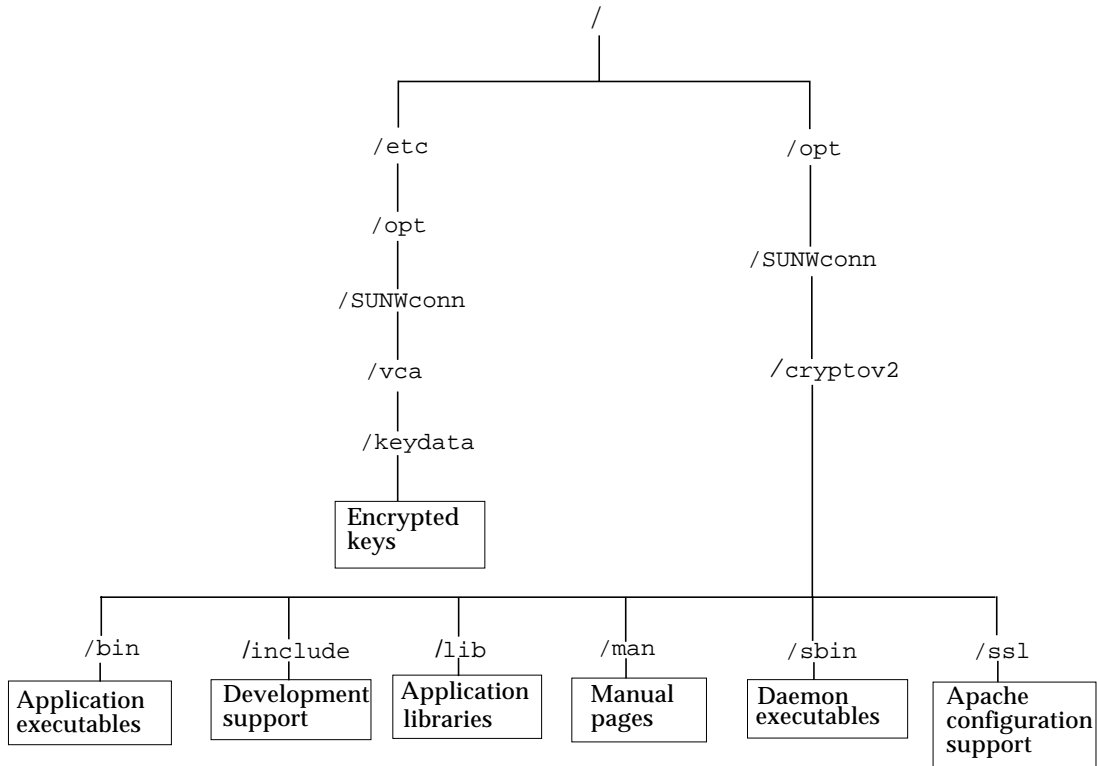 /
/etc
/opt
/opt
/SUNWconn
/SUNWconn
/vca
/cryptov2
/keydata
Encrypted
keys
/bin
/include
/lib
/man
/sbin
/ssl
Application
executables
Development
support
Application
libraries
Manual
pages
Daemon
executables
Apache
configuration
support